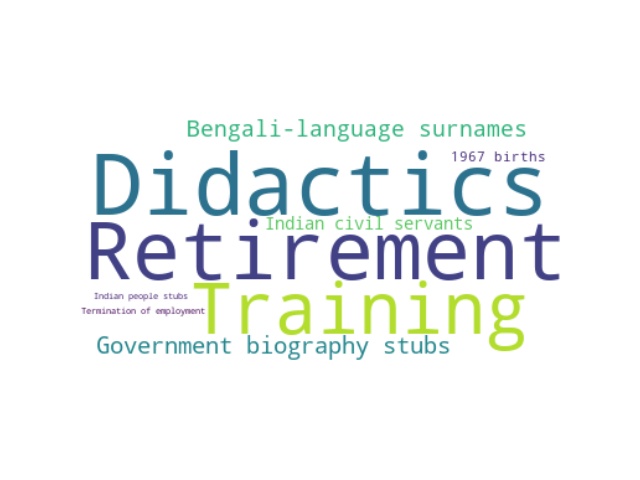 Bengali-language surnames
1967 births
Didactics
Indian civil servants
Retirement
Indian people stubs
Training
Termination of employment
Government biography stubs